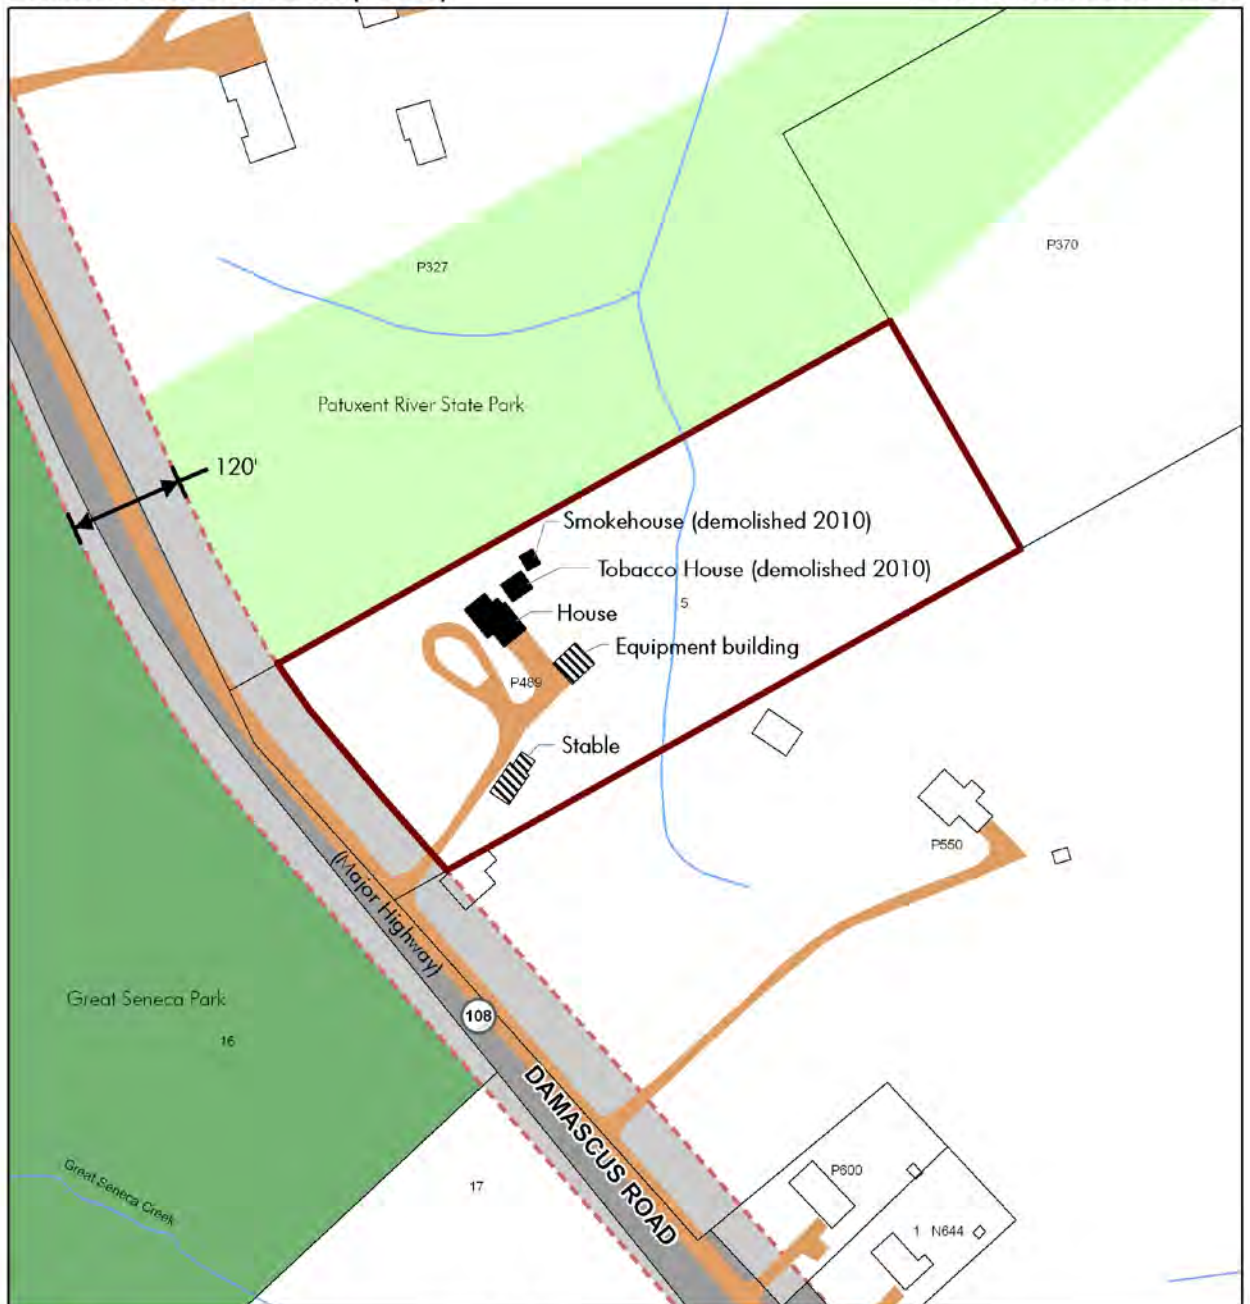 P370
P327
Patuxent River State Park
120'
Smokehouse (demolished 2010)
Tobacco House (demolished 2010)
5
House
Equipment building
P489
Stable
P550
(Major Highway)
Great Seneca Park
16
108
DAMASCUS ROAD
Great Seneca Creek
17
P600
1 N644